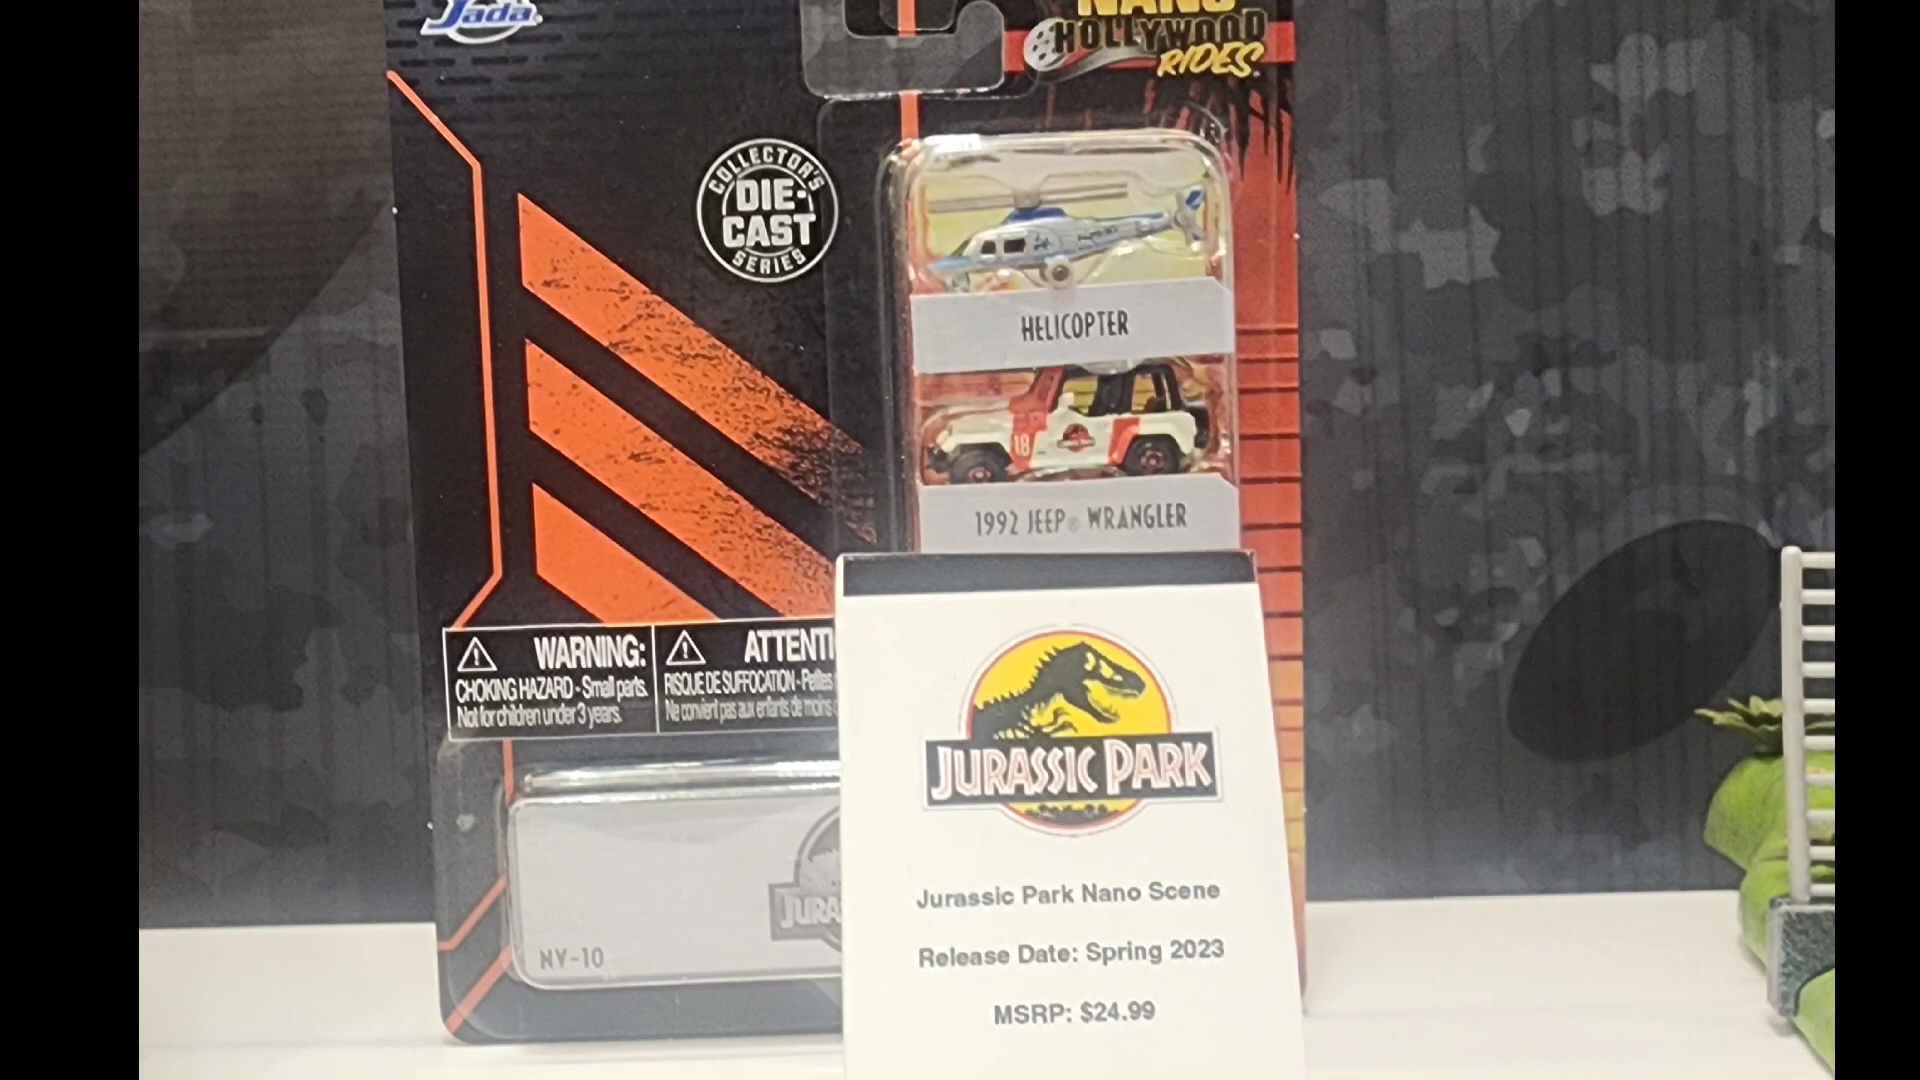 Jada
NANO
HOLLYWOOD
RIDES
COLLECTOR'S
DIE-
CAST
SERIES
HELICOPTER
18
1992 JEEP® WRANGLER
WARNING:
CHOKING HAZARD - Small parts.
Not for children under 3 years.
ATTENTI
RISQUE DE SUFFOCATION - Petites
Ne convient pas aux enfants de moins
JURA
NV-10
JURASSIC PARK
Jurassic Park Nano Scene
Release Date: Spring 2023
MSRP: $24.99